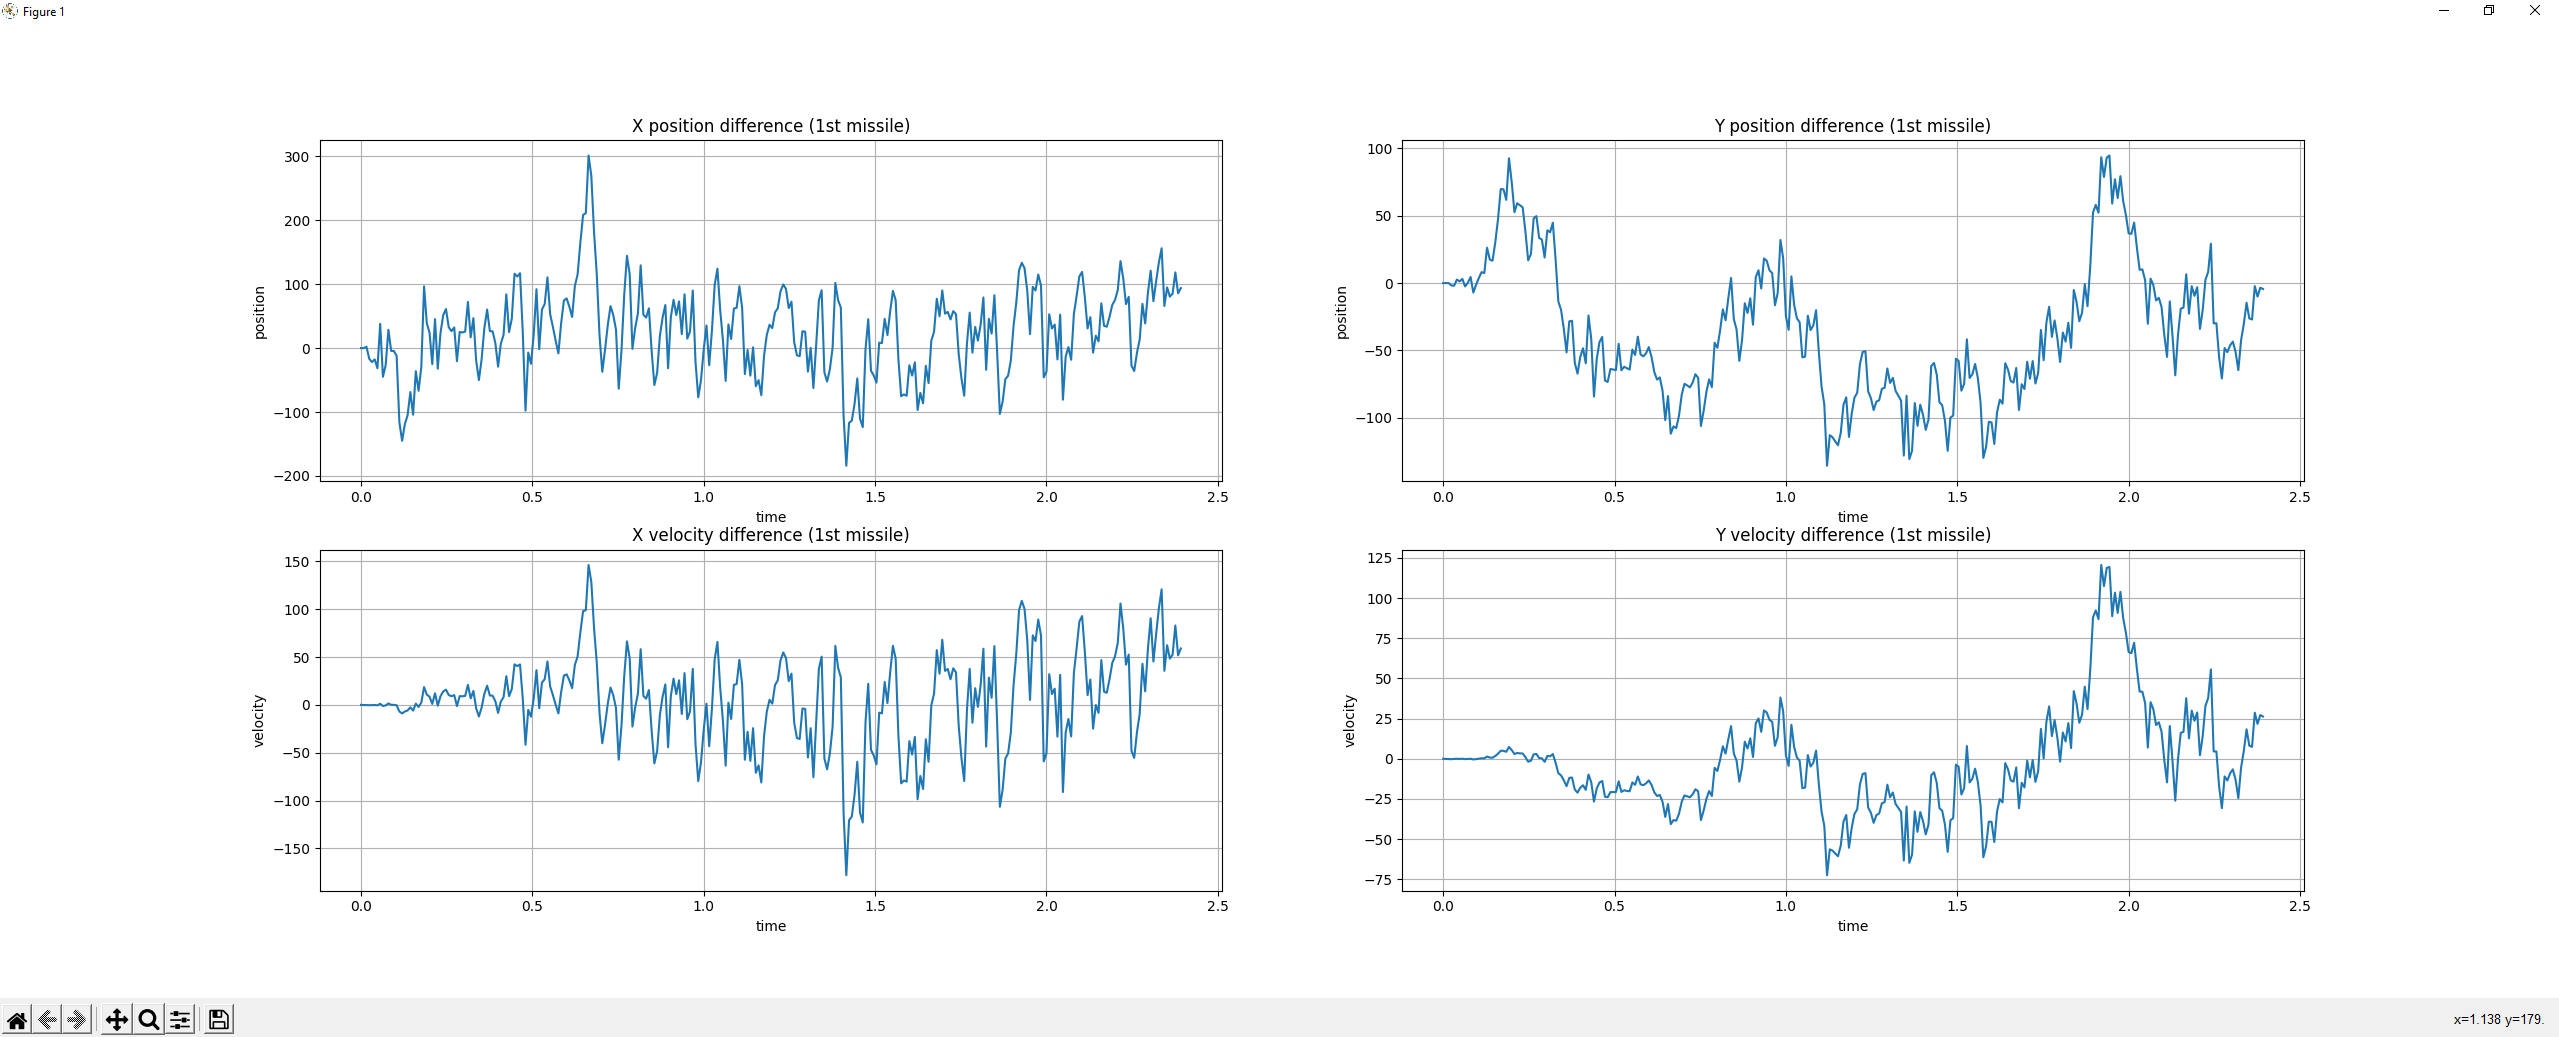 Figure 1
X position difference (1st missile)
300
200
100
0
−100
−200
position
0.0 0.5 1.0 1.5 2.0 2.5
time
Y position difference (1st missile)
100
50
0
−50
−100
position
0.0 0.5 1.0 1.5 2.0 2.5
time
X velocity difference (1st missile)
150
100
50
0
−50
−100
−150
velocity
0.0 0.5 1.0 1.5 2.0 2.5
time
Y velocity difference (1st missile)
125
100
75
50
25
0
−25
−50
−75
velocity
0.0 0.5 1.0 1.5 2.0 2.5
time
x=1.138 y=179.